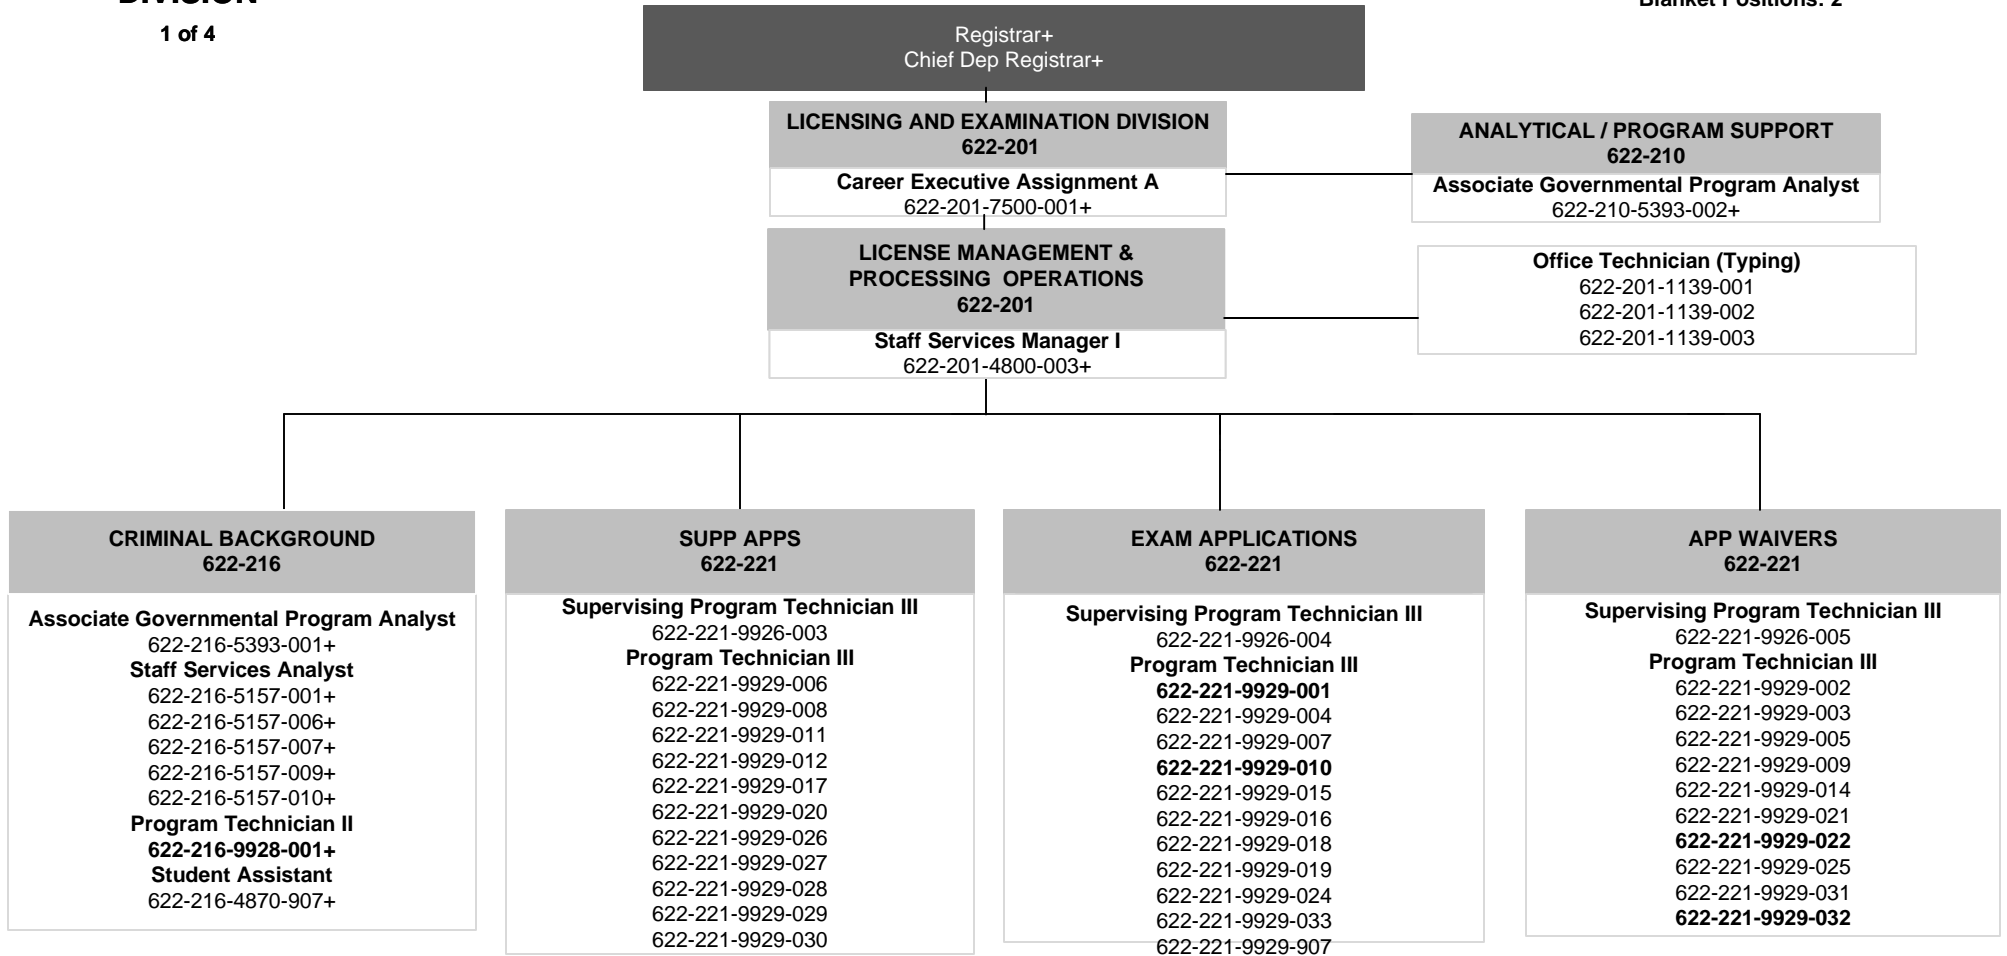 DIVISION
1 of 4
Blanket Positions: 2
Registrar+
Chief Dep Registrar+
LICENSING AND EXAMINATION DIVISION
622-201
Career Executive Assignment A
622-201-7500-001+
ANALYTICAL / PROGRAM SUPPORT
622-210
Associate Governmental Program Analyst
622-210-5393-002+
LICENSE MANAGEMENT &
PROCESSING OPERATIONS
622-201
Staff Services Manager I
622-201-4800-003+
Office Technician (Typing)
622-201-1139-001
622-201-1139-002
622-201-1139-003
CRIMINAL BACKGROUND
622-216
Associate Governmental Program Analyst
622-216-5393-001+
Staff Services Analyst
622-216-5157-001+
622-216-5157-006+
622-216-5157-007+
622-216-5157-009+
622-216-5157-010+
Program Technician II
622-216-9928-001+
Student Assistant
622-216-4870-907+
SUPP APPS
622-221
Supervising Program Technician III
622-221-9926-003
Program Technician III
622-221-9929-006
622-221-9929-008
622-221-9929-011
622-221-9929-012
622-221-9929-017
622-221-9929-020
622-221-9929-026
622-221-9929-027
622-221-9929-028
622-221-9929-029
622-221-9929-030
EXAM APPLICATIONS
622-221
Supervising Program Technician III
622-221-9926-004
Program Technician III
622-221-9929-001
622-221-9929-004
622-221-9929-007
622-221-9929-010
622-221-9929-015
622-221-9929-016
622-221-9929-018
622-221-9929-019
622-221-9929-024
622-221-9929-033
622-221-9929-907
APP WAIVERS
622-221
Supervising Program Technician III
622-221-9926-005
Program Technician III
622-221-9929-002
622-221-9929-003
622-221-9929-005
622-221-9929-009
622-221-9929-014
622-221-9929-021
622-221-9929-022
622-221-9929-025
622-221-9929-031
622-221-9929-032